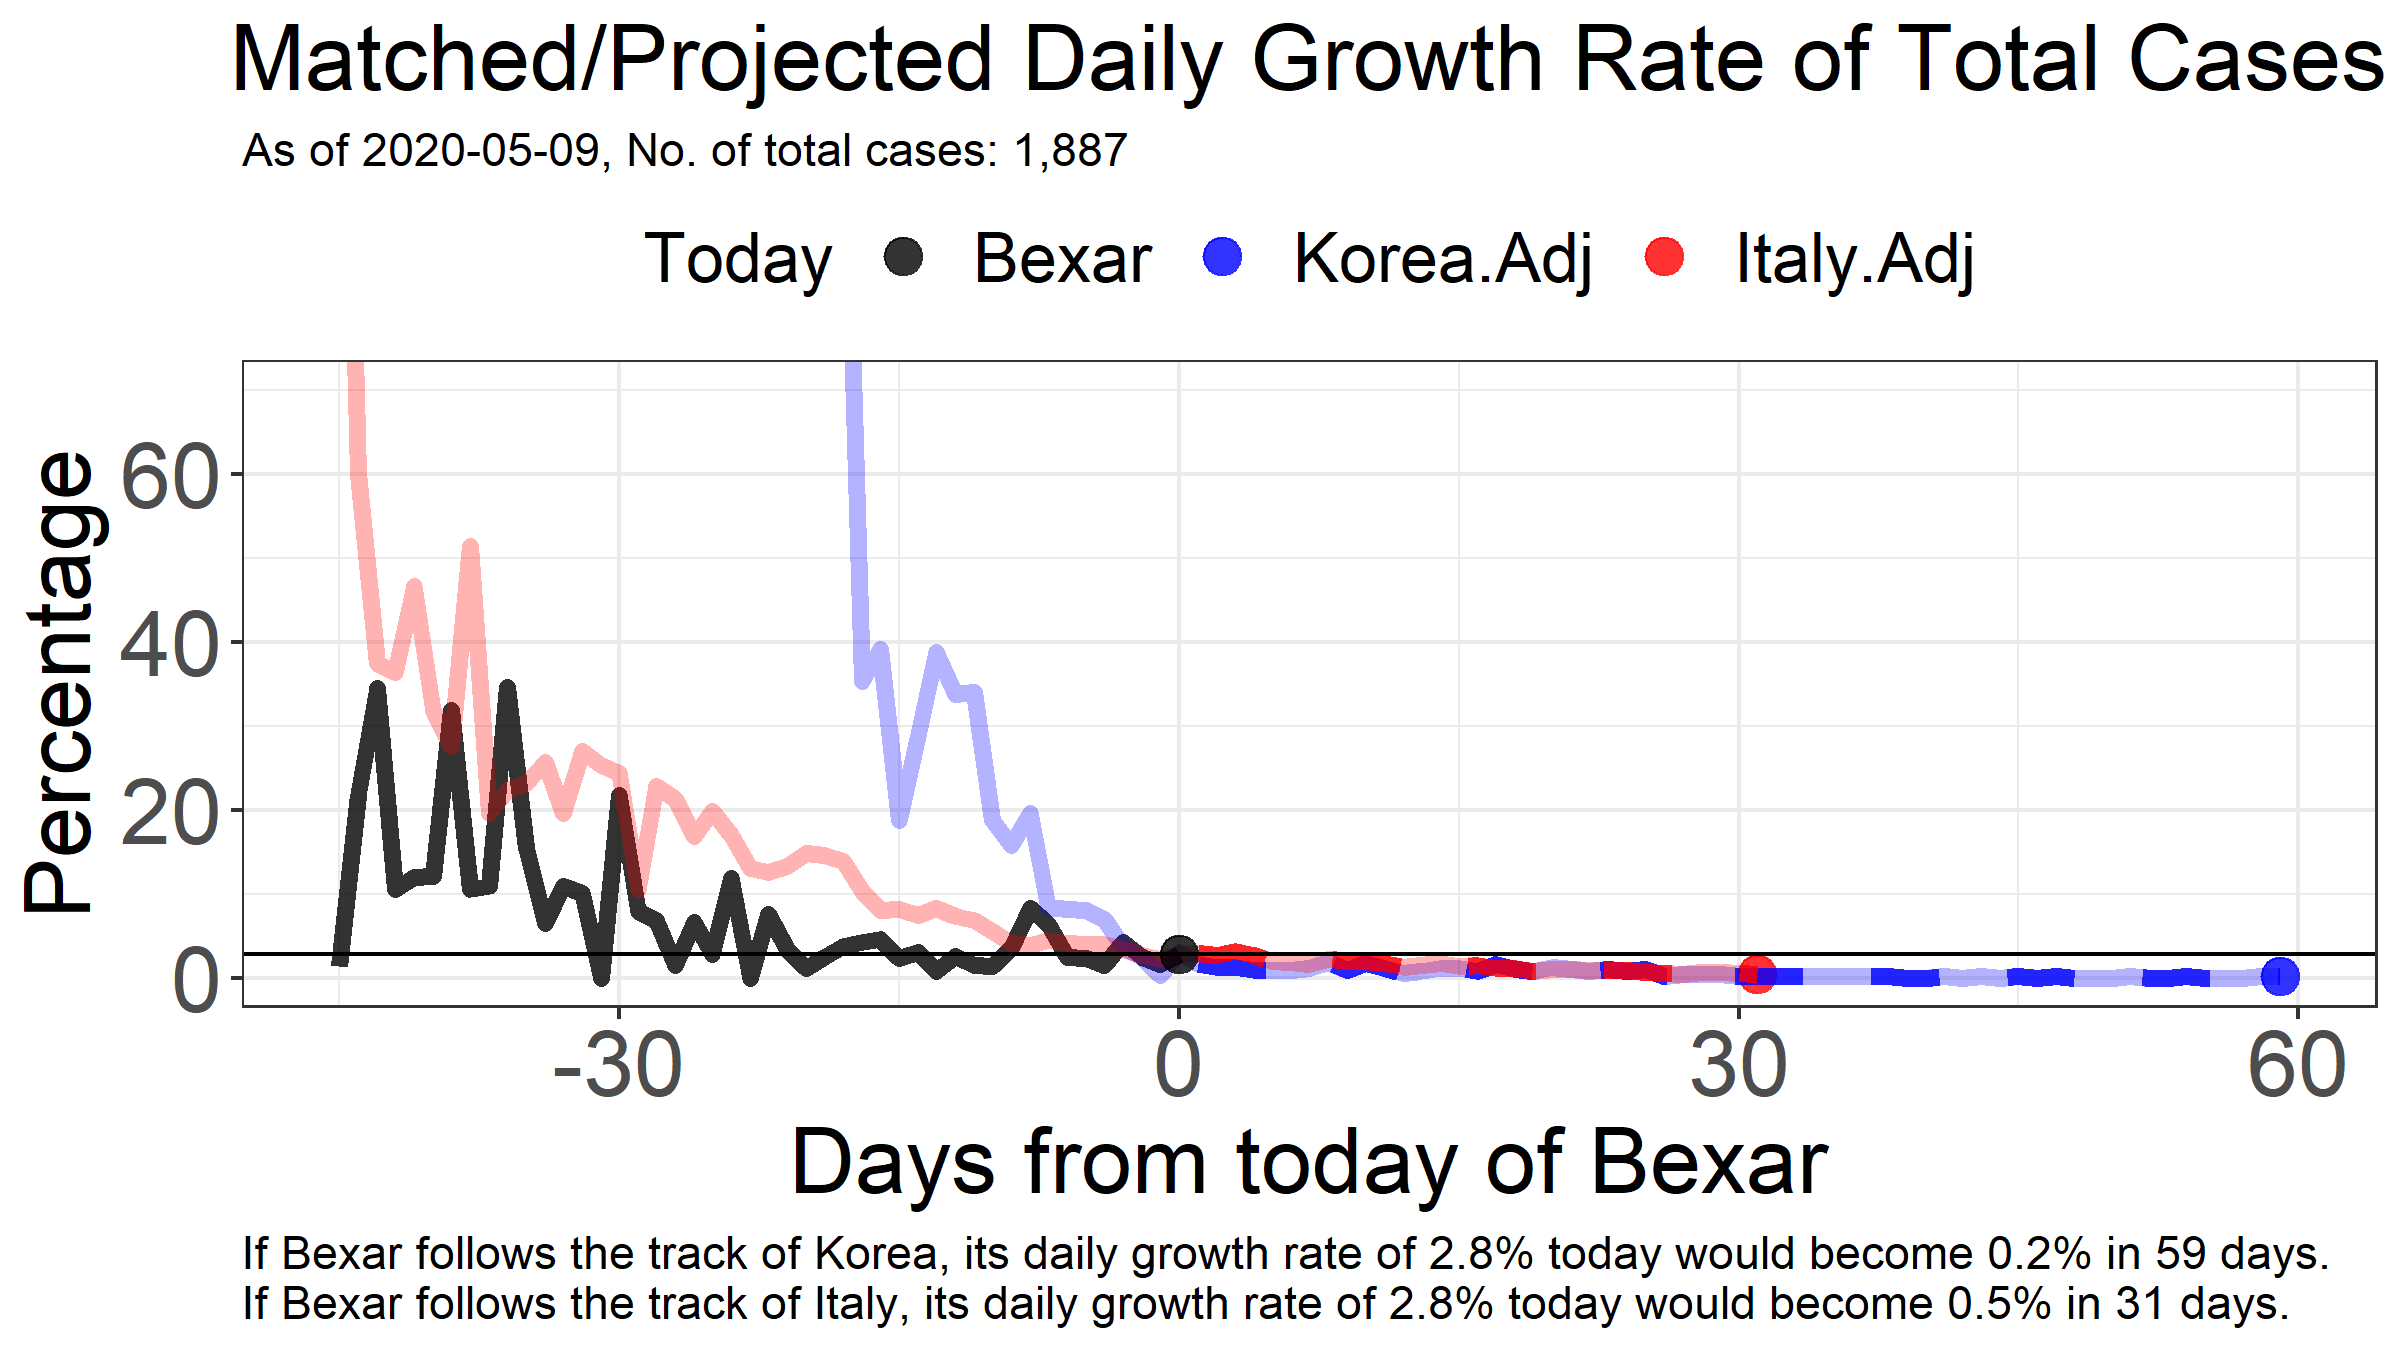 Matched/Projected Daily Growth Rate of Total Cases
As of 2020-05-09, No. of total cases: 1,887
Today Bexar Korea.Adj Italy.Adj
Percentage
60
40
20
0
-30 0 30 60
Days from today of Bexar
If Bexar follows the track of Korea, its daily growth rate of 2.8% today would become 0.2% in 59 days.
If Bexar follows the track of Italy, its daily growth rate of 2.8% today would become 0.5% in 31 days.